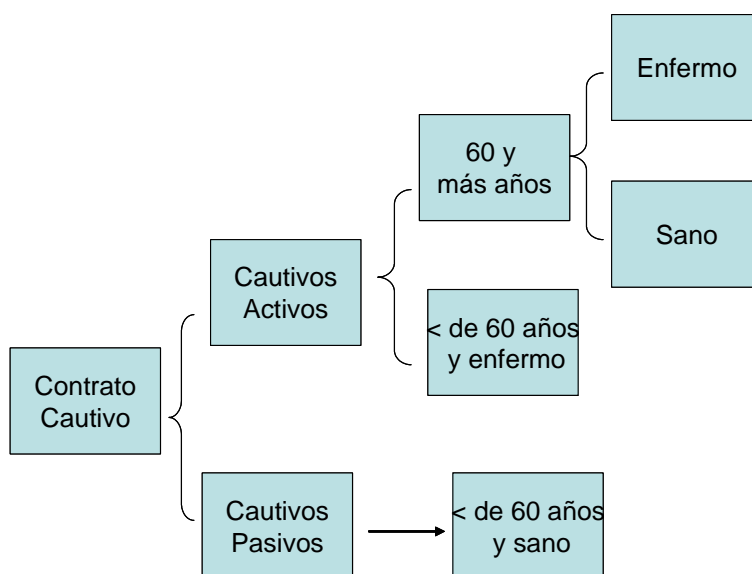 Enfermo
60 y
más años
Sano
Cautivos
Activos
< de 60 años
y enfermo
Contrato
Cautivo
Cautivos
Pasivos
< de 60 años
y sano